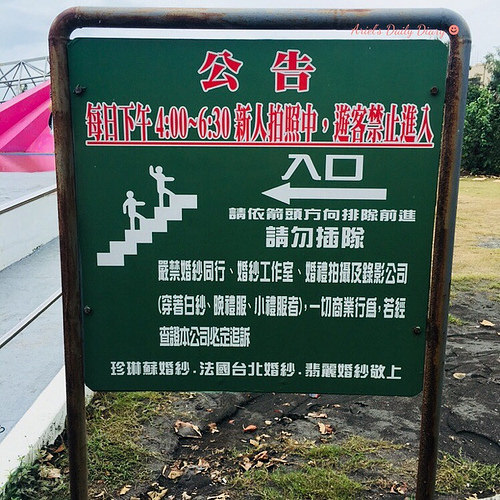 Ariel's Daily Diary
公告
每日下午 4:00~6:30 新人拍照中，遊客禁止進入
入口
請依箭頭方向排隊前進
請勿插隊
嚴禁婚紗同行、婚紗工作室、婚禮拍攝及錄影公司
(穿著白紗、晚禮服、小禮服者)，一切商業行為，若經
查證本公司必定追訴
珍琳蘇婚紗．法國台北婚紗．翡麗婚紗敬上